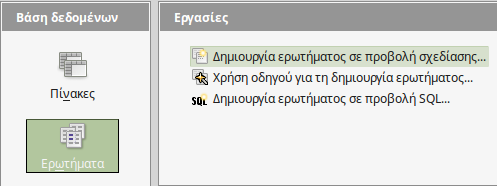 Βάση δεδομένων
Εργασίες
Πίνακες
Ερωτήματα
Δημιουργία ερωτήματος σε προβολή σχεδίασης...
Χρήση οδηγού για τη δημιουργία ερωτήματος...
SQL Δημιουργία ερωτήματος σε προβολή SQL...